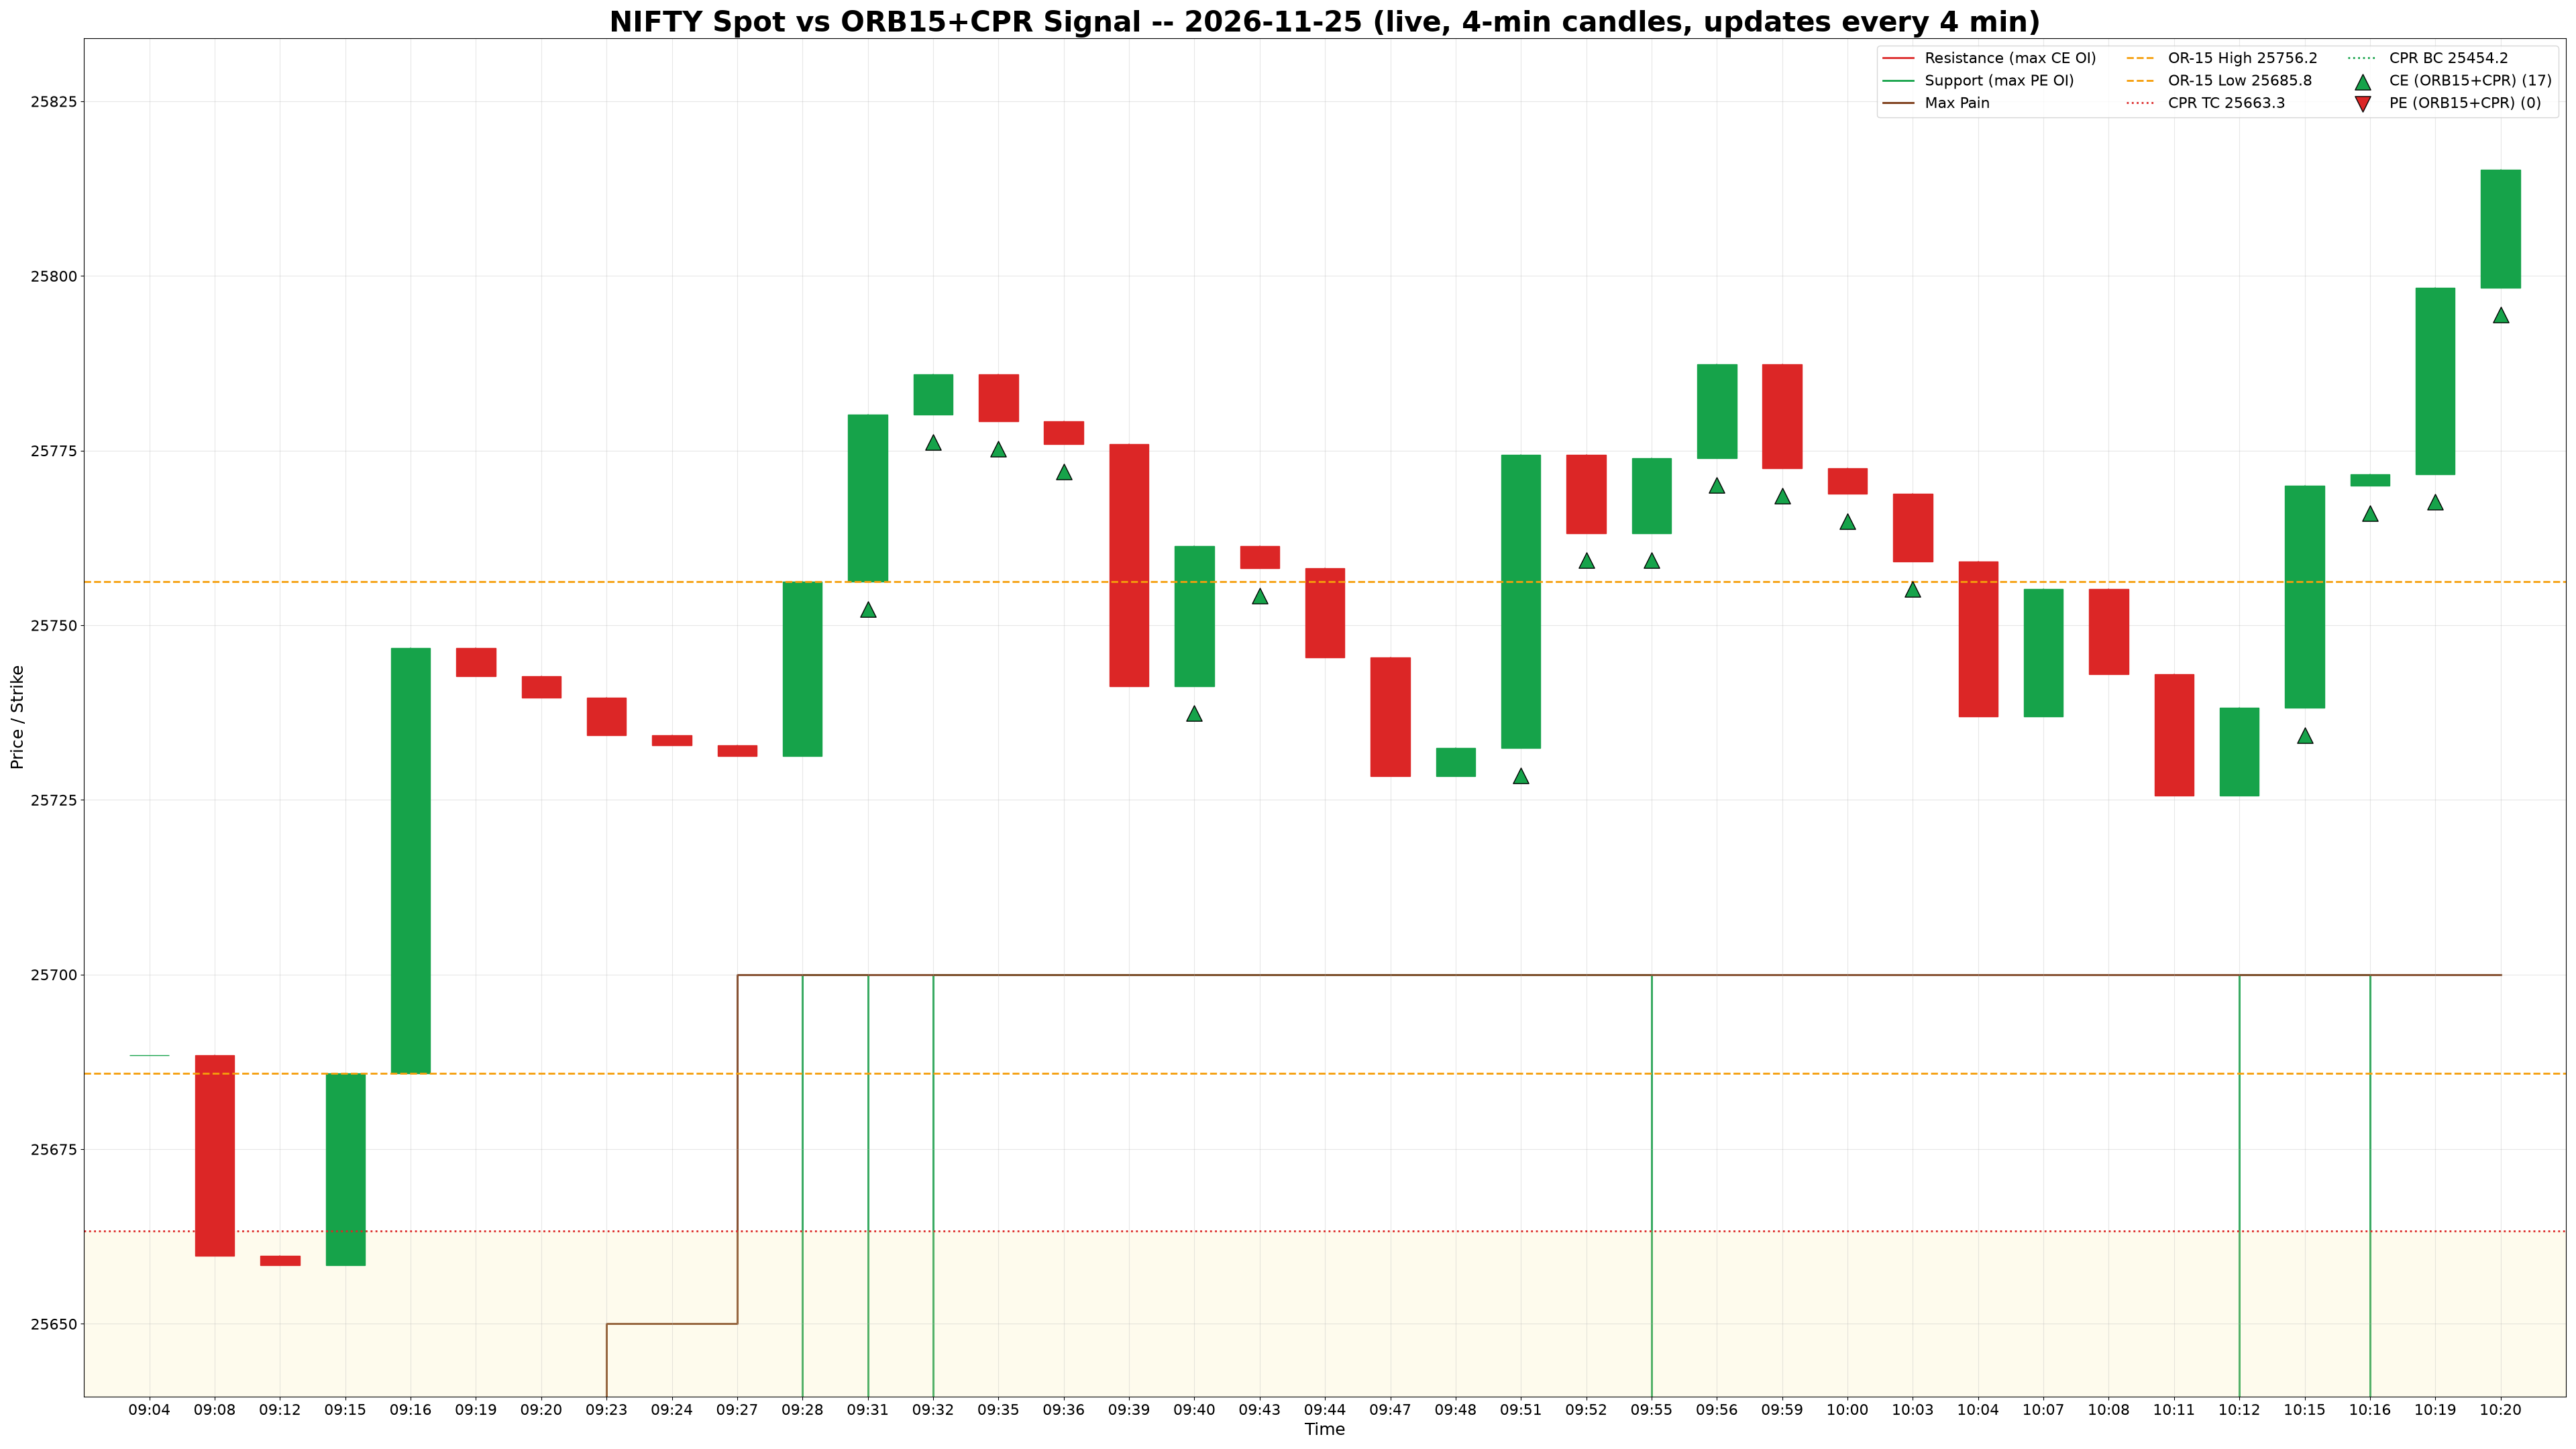 NIFTY Spot vs ORB15+CPR Signal -- 2026-11-25 (live, 4-min candles, updates every 4 min)
Resistance (max CE OI)
Support (max PE OI)
Max Pain
OR-15 High 25756.2
OR-15 Low 25685.8
CPR TC 25663.3
CPR BC 25454.2
CE (ORB15+CPR) (17)
PE (ORB15+CPR) (0)
Price / Strike
25825
25800
25775
25750
25725
25700
25675
25650
09:04 09:08 09:12 09:15 09:16 09:19 09:20 09:23 09:24 09:27 09:28 09:31 09:32 09:35 09:36 09:39 09:40 09:43 09:44 09:47 09:48 09:51 09:52 09:55 09:56 09:59 10:00 10:03 10:04 10:07 10:08 10:11 10:12 10:15 10:16 10:19 10:20
Time